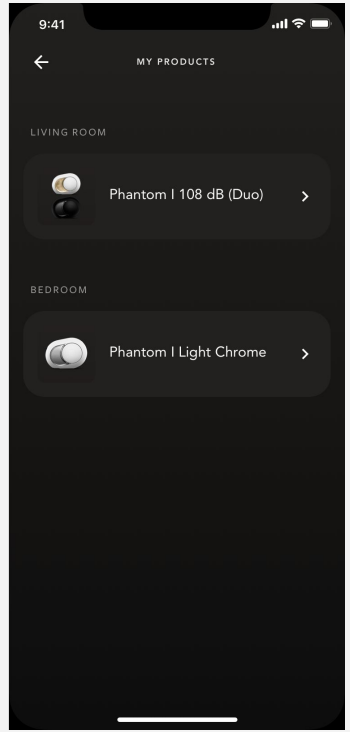 9:41
MY PRODUCTS
LIVING ROOM
Phantom I 108 dB (Duo)
BEDROOM
Phantom I Light Chrome